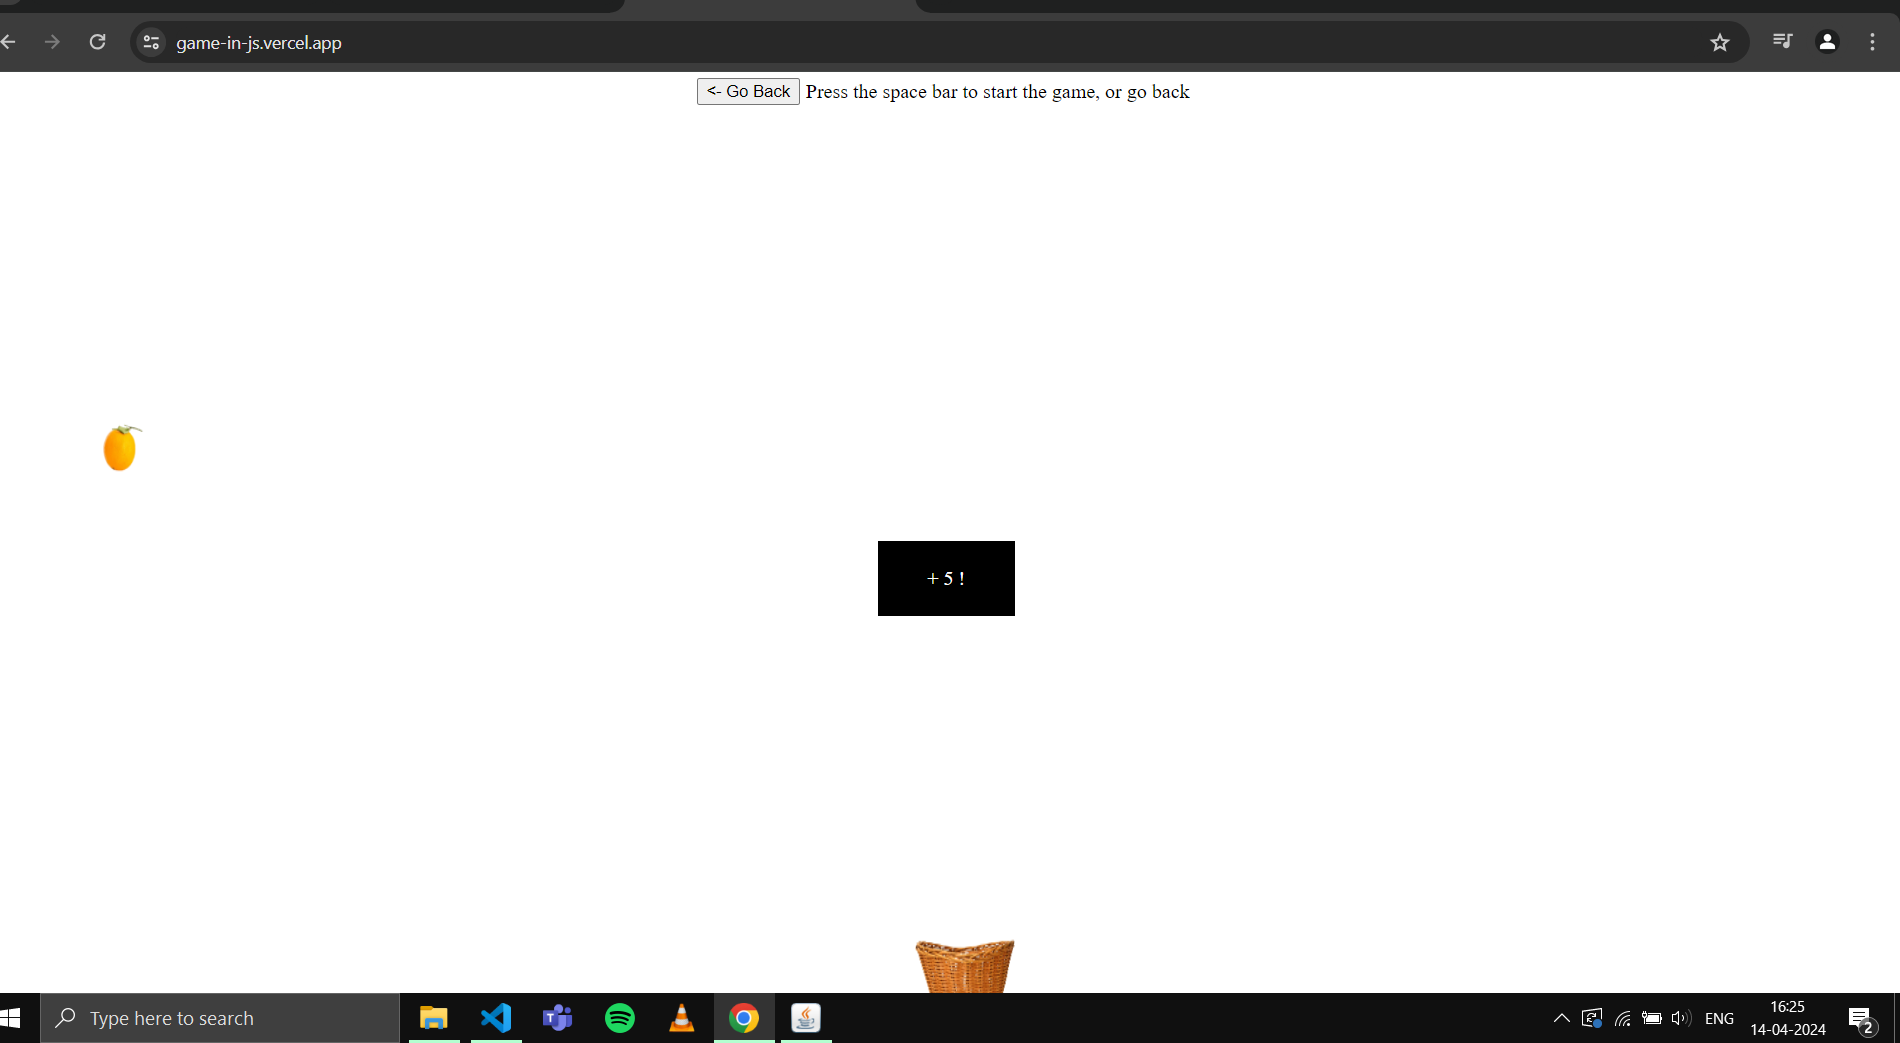 game-in-js.vercel.app
<- Go Back Press the space bar to start the game, or go back
+ 5 !
Type here to search
T
ENG
16:25
14-04-2024
2